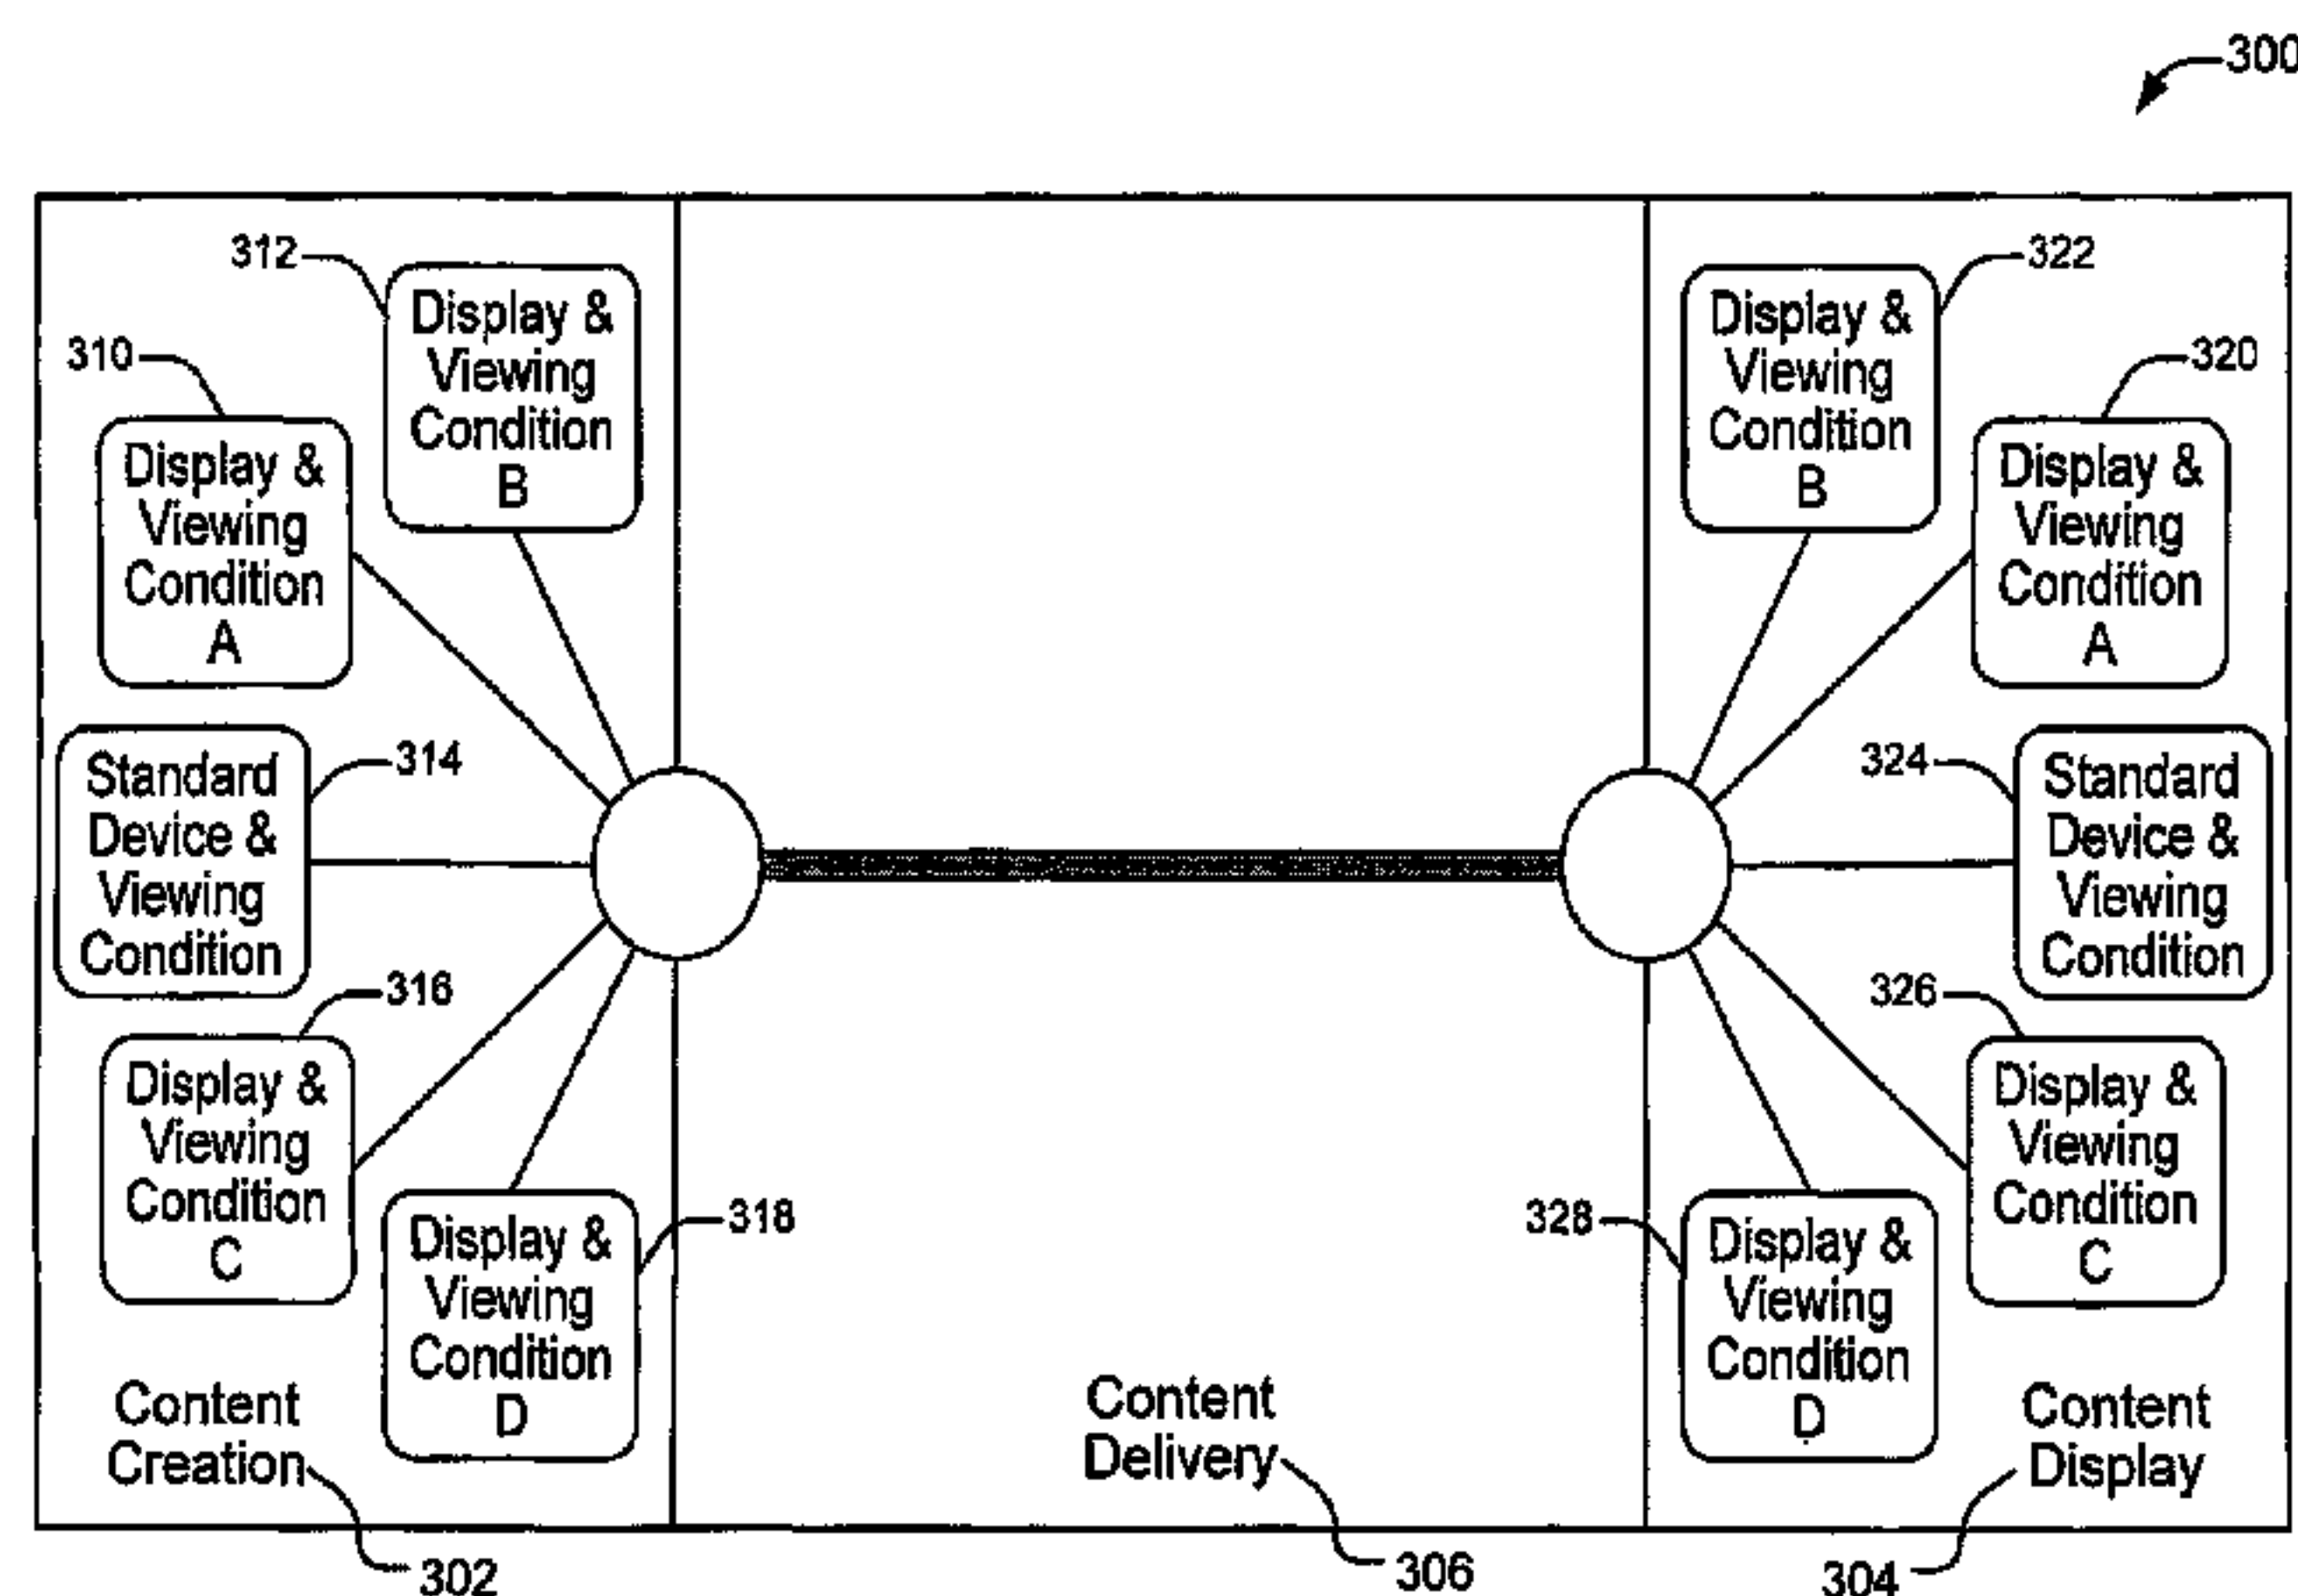 300
312
Display &
Viewing
Condition
B
310
Display &
Viewing
Condition
A
Standard
Device &
Viewing
Condition
314
316
Display &
Viewing
Condition
C
Display &
Viewing
Condition
D
318
Content
Creation
302
Content
Delivery
306
Display &
Viewing
Condition
B
322
320
Display &
Viewing
Condition
A
324
Standard
Device &
Viewing
Condition
326
Display &
Viewing
Condition
C
328
Display &
Viewing
Condition
D
Content
Display
304